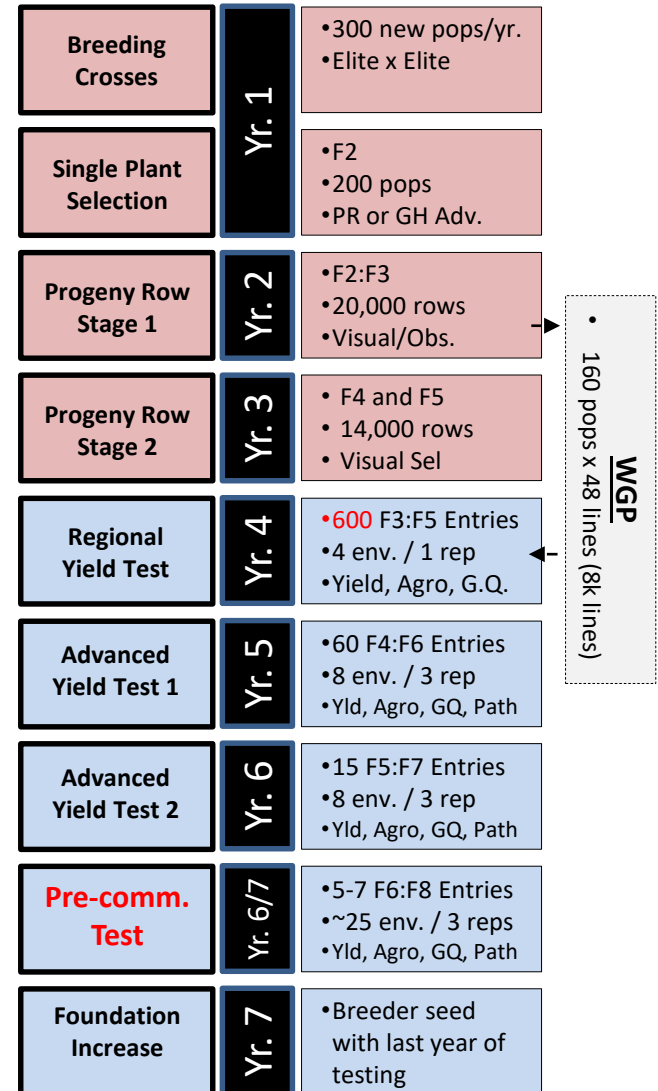 Breeding
Crosses
Yr. 1
•300 new pops/yr.
•Elite x Elite
Single Plant
Selection
•F2
•200 pops
•PR or GH Adv.
Progeny Row
Stage 1
Yr. 2
•F2:F3
•20,000 rows
•Visual/Obs.
Progeny Row
Stage 2
Yr. 3
• F4 and F5
• 14,000 rows
• Visual Sel
WGP
• 160 pops x 48 lines (8k lines)
Regional
Yield Test
Yr. 4
•600 F3:F5 Entries
•4 env. / 1 rep
•Yield, Agro, G.Q.
Advanced
Yield Test 1
Yr. 5
•60 F4:F6 Entries
•8 env. / 3 rep
•Yld, Agro, GQ, Path
Advanced
Yield Test 2
Yr. 6
•15 F5:F7 Entries
•8 env. / 3 rep
•Yld, Agro, GQ, Path
Pre-comm.
Test
Yr. 6/7
•5-7 F6:F8 Entries
•~25 env. / 3 reps
•Yld, Agro, GQ, Path
Foundation
Increase
Yr. 7
•Breeder seed
with last year of
testing